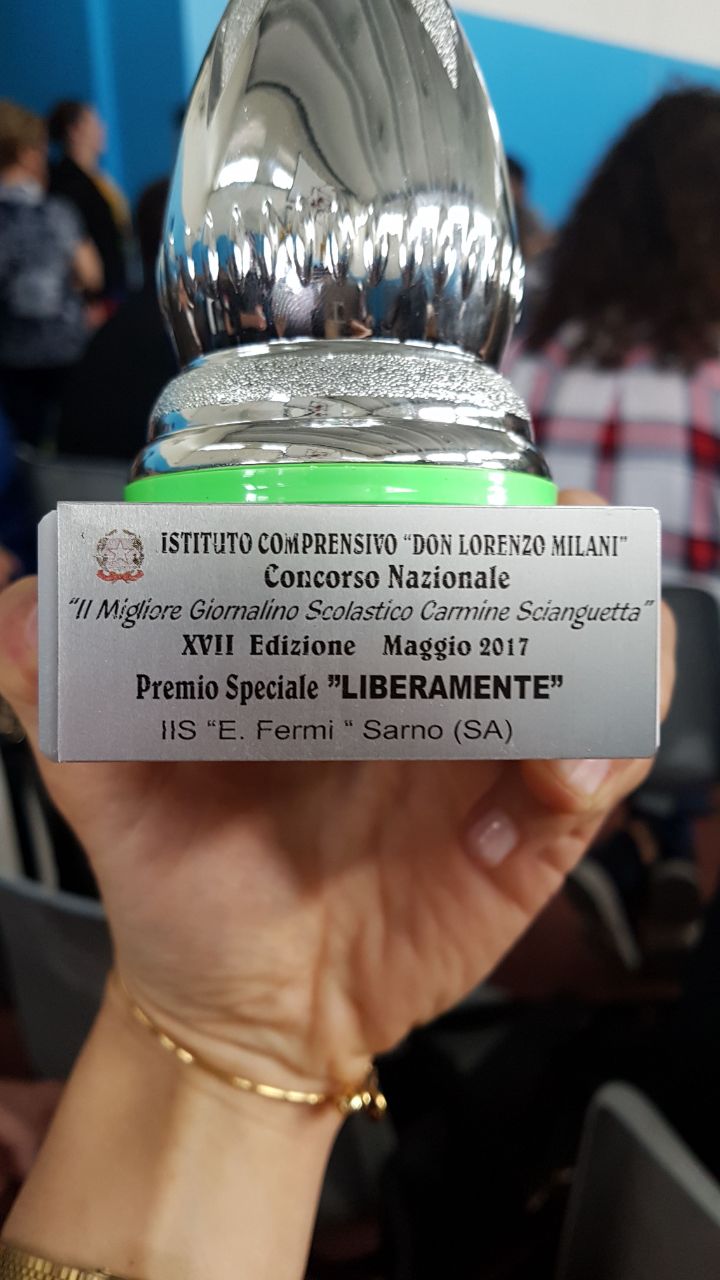 ISTITUTO COMPRENSIVO “DON LORENZO MILANI”
Concorso Nazionale
“Il Migliore Giornalino Scolastico Carmine Scianguetta”
XVII Edizione Maggio 2017
Premio Speciale ”LIBERAMENTE”
IIS “E. Fermi “ Sarno (SA)